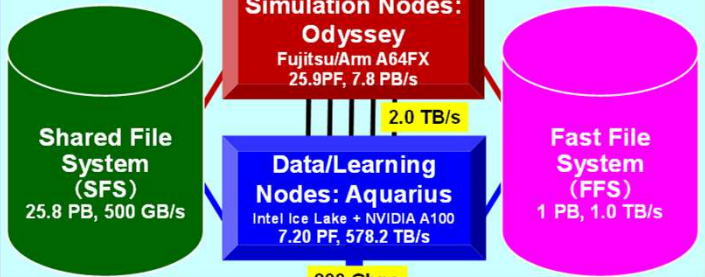 Simulation Nodes:
Odyssey
Fujitsu/Arm A64FX
25.9PF, 7.8 PB/s
2.0 TB/s
Shared File
System
(SFS)
25.8 PB, 500 GB/s
Data/Learning
Nodes: Aquarius
Intel Ice Lake + NVIDIA A100
7.20 PF, 578.2 TB/s
Fast File
System
(FFS)
1 PB, 1.0 TB/s